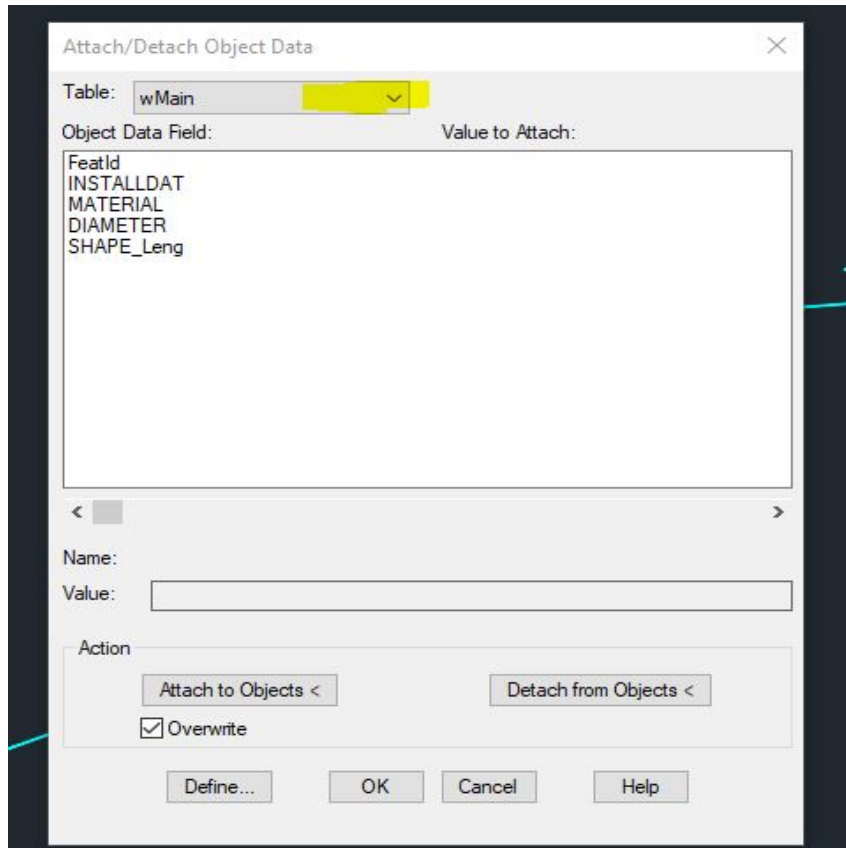 Attach/Detach Object Data
Table: wMain
Object Data Field: Value to Attach:
FeatId
INSTALLDAT
MATERIAL
DIAMETER
SHAPE_Leng
Name:
Value:
Action
Attach to Objects < Detach from Objects <
Overwrite
Define... OK Cancel Help